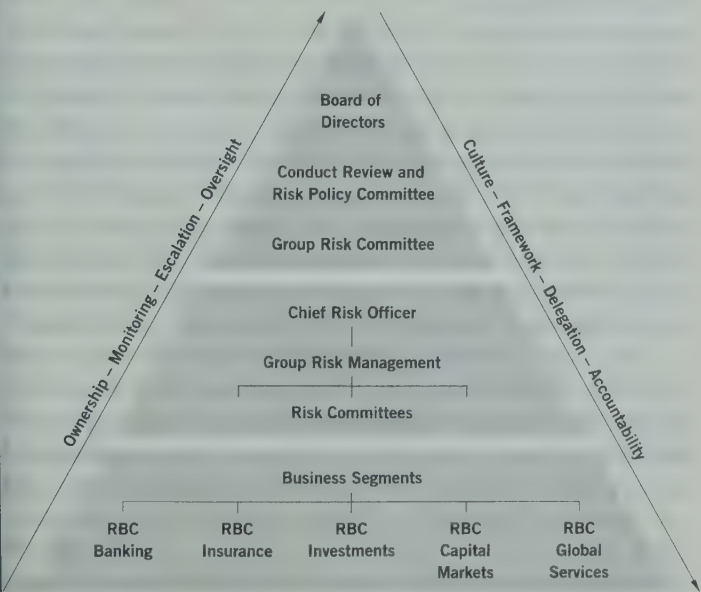 Board of
Directors
Conduct Review and
Risk Policy Committee
Group Risk Committee
Ownership – Monitoring – Escalation – Oversight
Culture – Framework – Delegation – Accountability
Chief Risk Officer
Group Risk Management
Risk Committees
Business Segments
RBC
Banking
RBC
Insurance
RBC
Investments
RBC
Capital
Markets
RBC
Global
Services